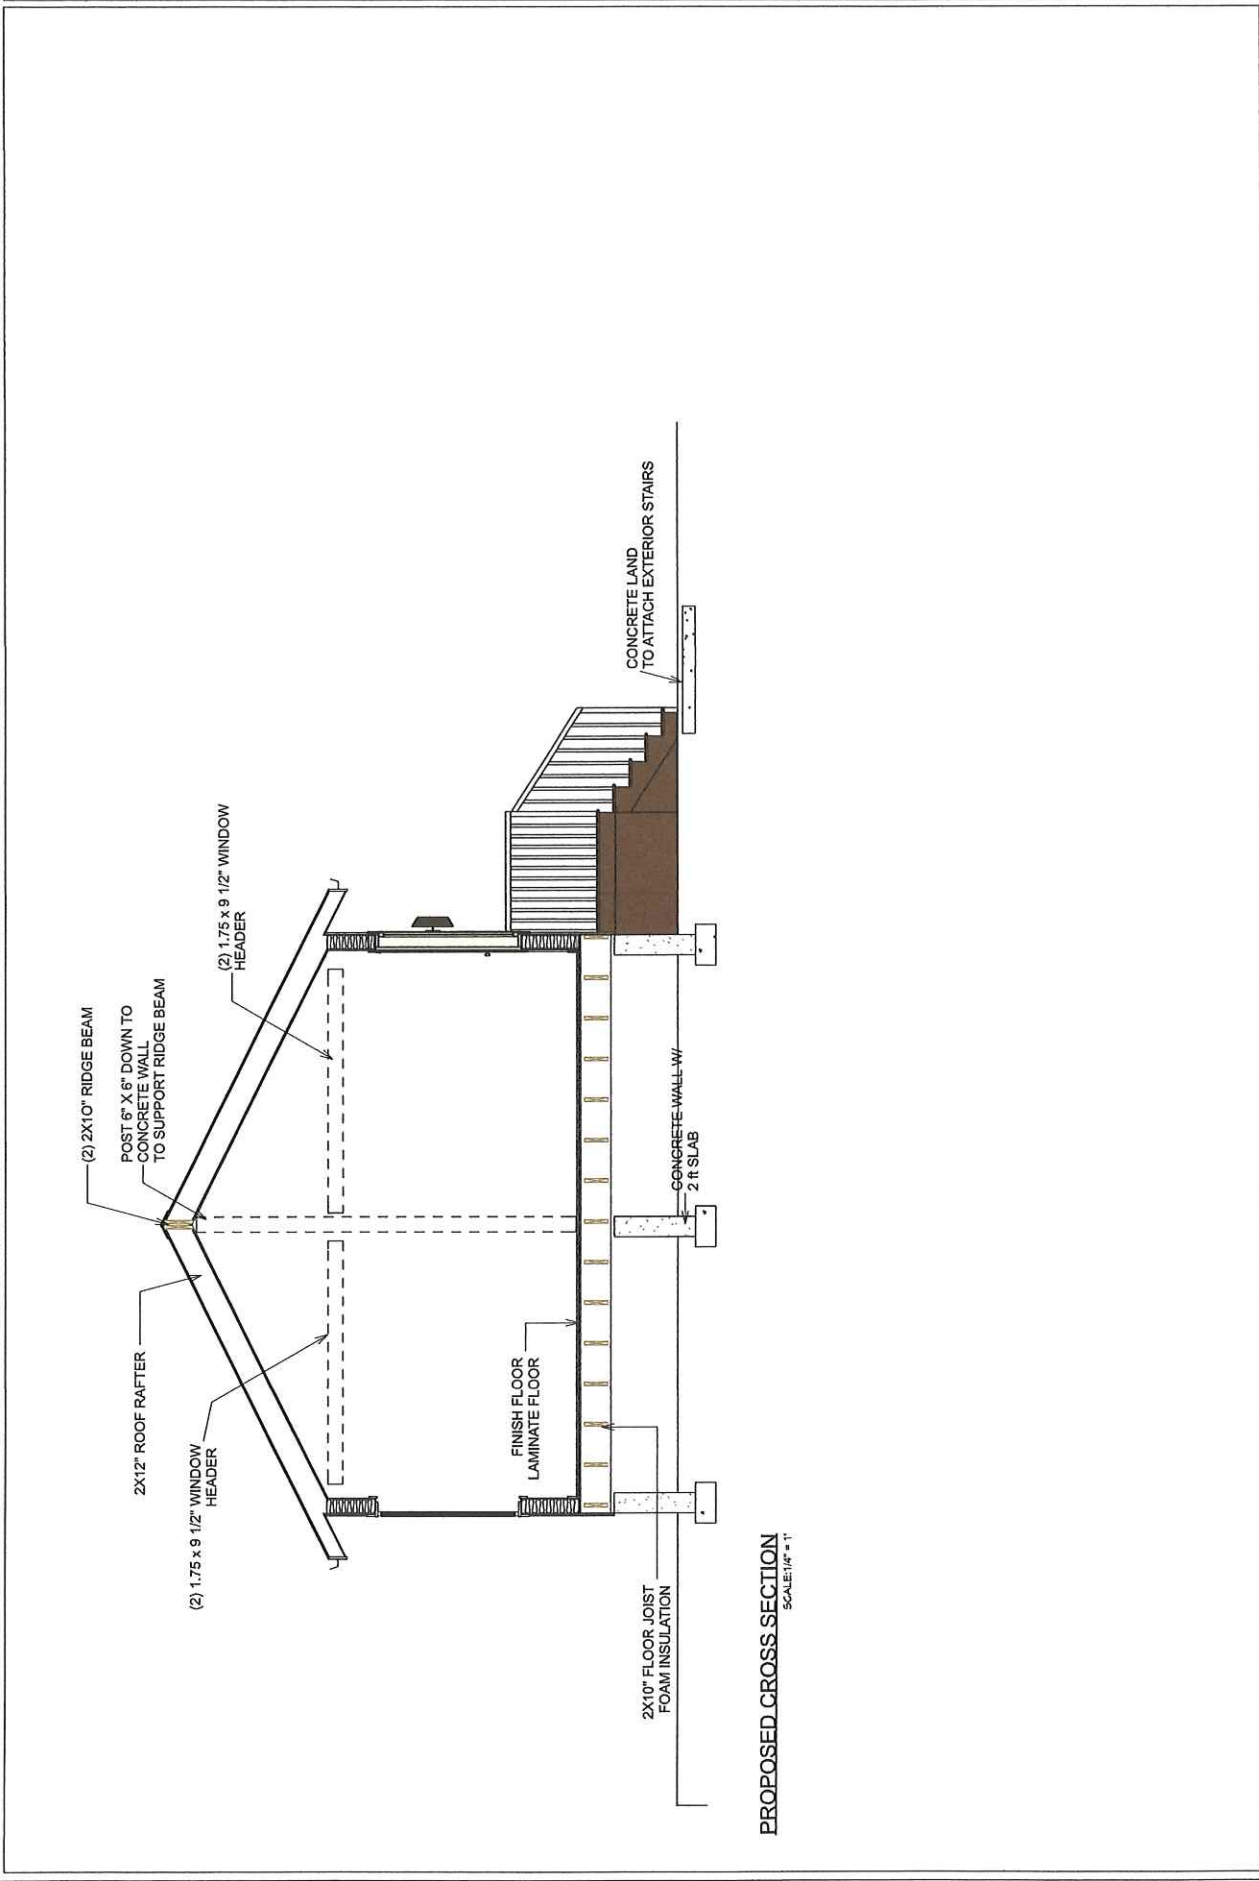 (2) 2X10" RIDGE BEAM
POST 6" X 6" DOWN TO
CONCRETE WALL
TO SUPPORT RIDGE BEAM
2X12" ROOF RAFTER
(2) 1.75 x 9 1/2" WINDOW
HEADER
(2) 1.75 x 9 1/2" WINDOW
HEADER
FINISH FLOOR
LAMINATE FLOOR
CONCRETE LAND
TO ATTACH EXTERIOR STAIRS
2X10" FLOOR JOIST
FOAM INSULATION
CONCRETE WALL W/
2 ft SLAB
PROPOSED CROSS SECTION
SCALE:1/4" = 1'